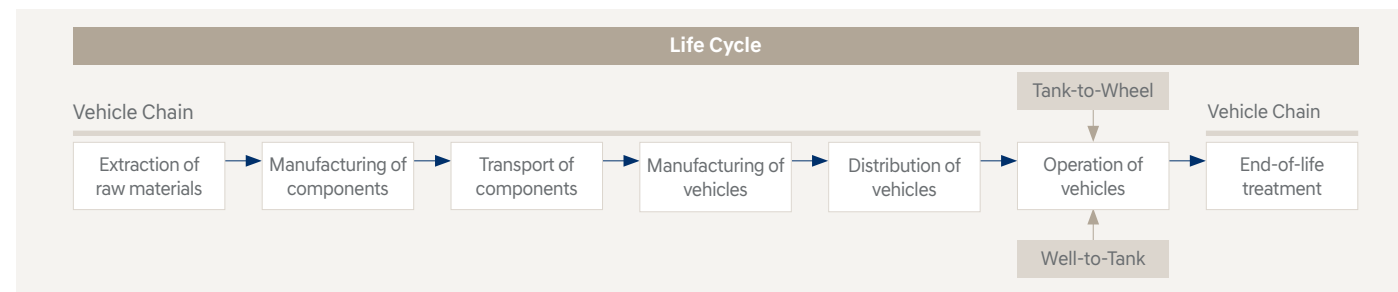 Life Cycle
Tank-to-Wheel
Vehicle Chain
Vehicle Chain
Extraction of
raw materials
Manufacturing of
components
Transport of
components
Manufacturing of
vehicles
Distribution of
vehicles
Operation of
vehicles
End-of-life
treatment
Well-to-Tank